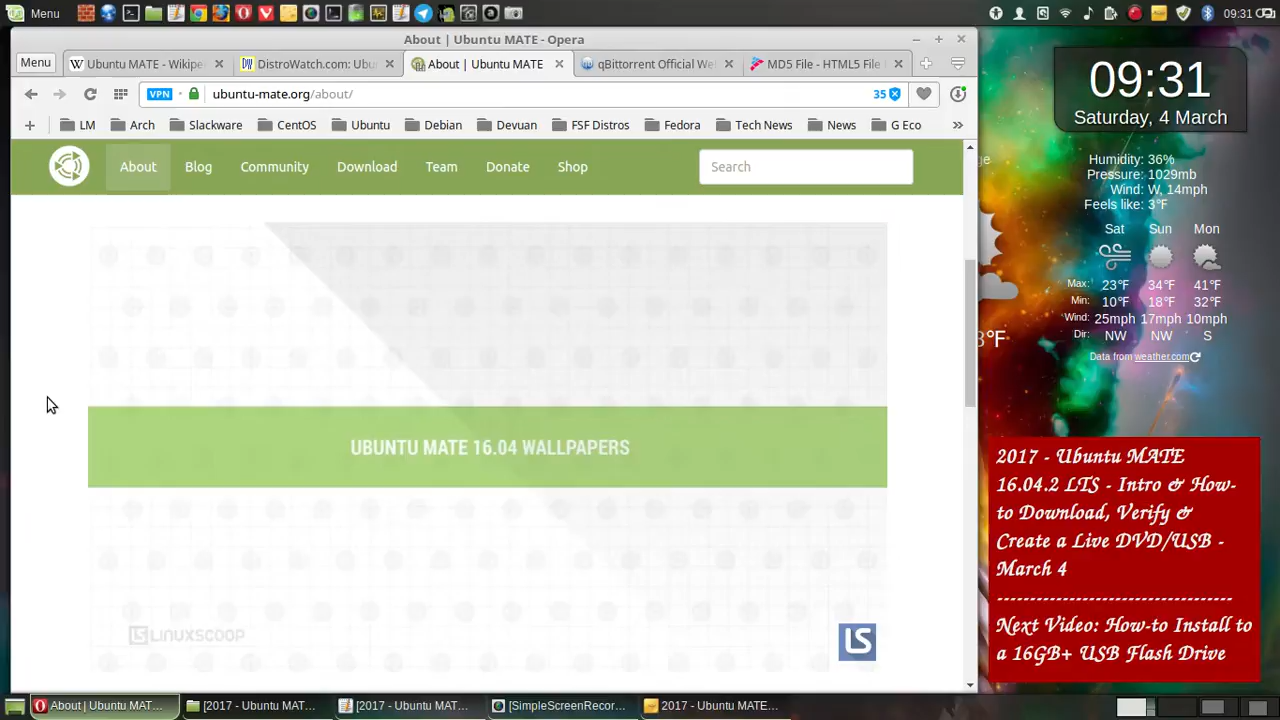 Menu
09:31
About | Ubuntu MATE - Opera
Menu
Ubuntu MATE - Wikipe
DistroWatch.com: Ubu
About | Ubuntu MATE
qBittorrent Official We
MD5 File - HTML5 File
VPN
ubuntu-mate.org/about/
35
LM
Arch
Slackware
CentOS
Ubuntu
Debian
Devuan
FSF Distros
Fedora
Tech News
News
G Eco
»
About
Blog
Community
Download
Team
Donate
Shop
Search
UBUNTU MATE 16.04 WALLPAPERS
LS LINUXSCOOP
LS
09:31
Saturday, 4 March
Humidity: 36%
Pressure: 1029mb
Wind: W, 14mph
Feels like: 3°F
Sat Sun Mon
Max: 23°F 34°F 41°F
Min: 10°F 18°F 32°F
Wind: 25mph 17mph 10mph
Dir: NW NW S
Data from weather.com
2017 - Ubuntu MATE
16.04.2 LTS - Intro & How-
to Download, Verify &
Create a Live DVD/USB -
March 4
----------------------------------
Next Video: How-to Install to
a 16GB+ USB Flash Drive
About | Ubuntu MAT...
[2017 - Ubuntu MAT...
[2017 - Ubuntu MAT...
[SimpleScreenRecor...
2017 - Ubuntu MATE...